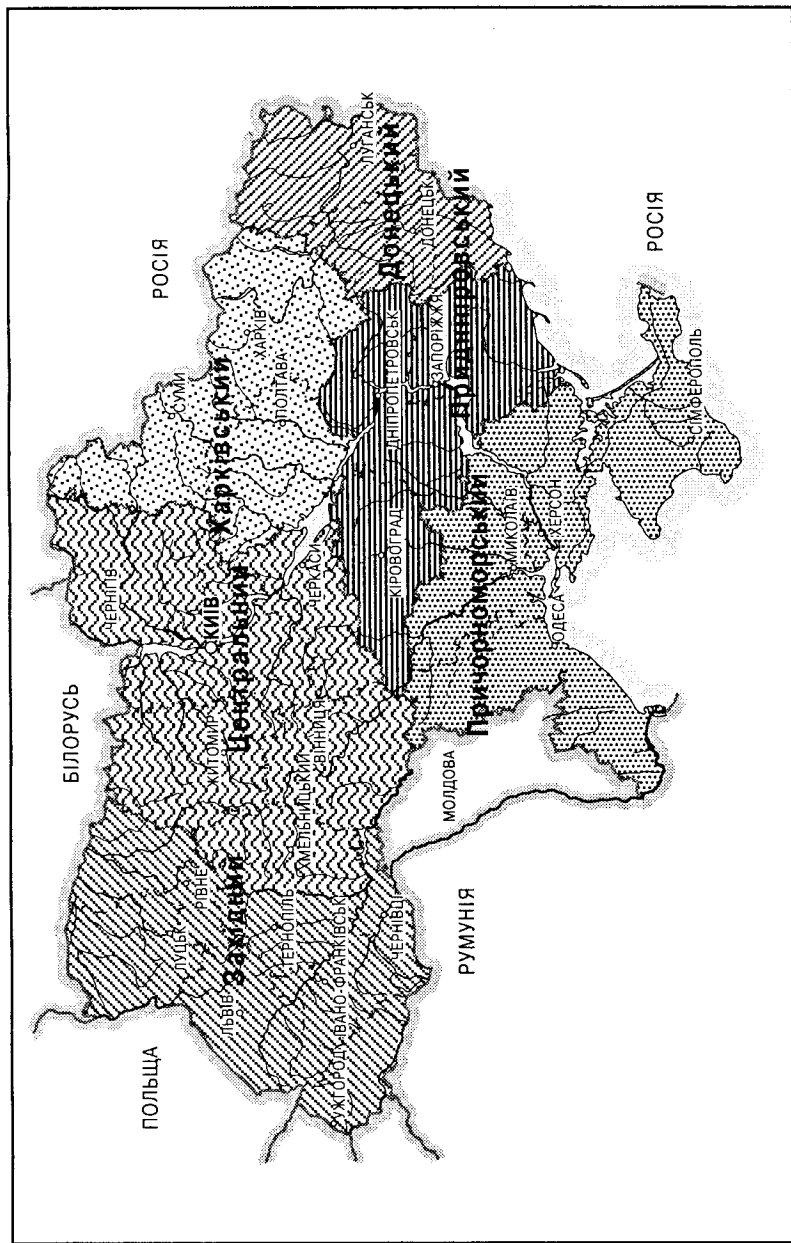 БІЛОРУСЬ
РОСІЯ
ПОЛЬЩА
ЧЕРНІГІВ
СУМИ
ЛУЦЬК
РІВНЕ
ЖИТОМИР
КИЇВ
ХАРКІВ
Західний
Центральний
Харківський
ЛЬВІВ
ТЕРНОПІЛЬ
ХМЕЛЬНИЦЬКИЙ
ВІННИЦЯ
ЧЕРКАСИ
ПОЛТАВА
ЛУГАНСЬК
УЖГОРОД
ІВАНО-ФРАНКІВСЬК
ЧЕРНІВЦІ
КІРОВОГРАД
ДНІПРОПЕТРОВСЬК
Донецький
ДОНЕЦЬК
ЗАПОРІЖЖЯ
МОЛДОВА
РУМУНІЯ
Причорноморський
Придніпровський
МИКОЛАЇВ
ОДЕСА
ХЕРСОН
РОСІЯ
СІМФЕРОПОЛЬ